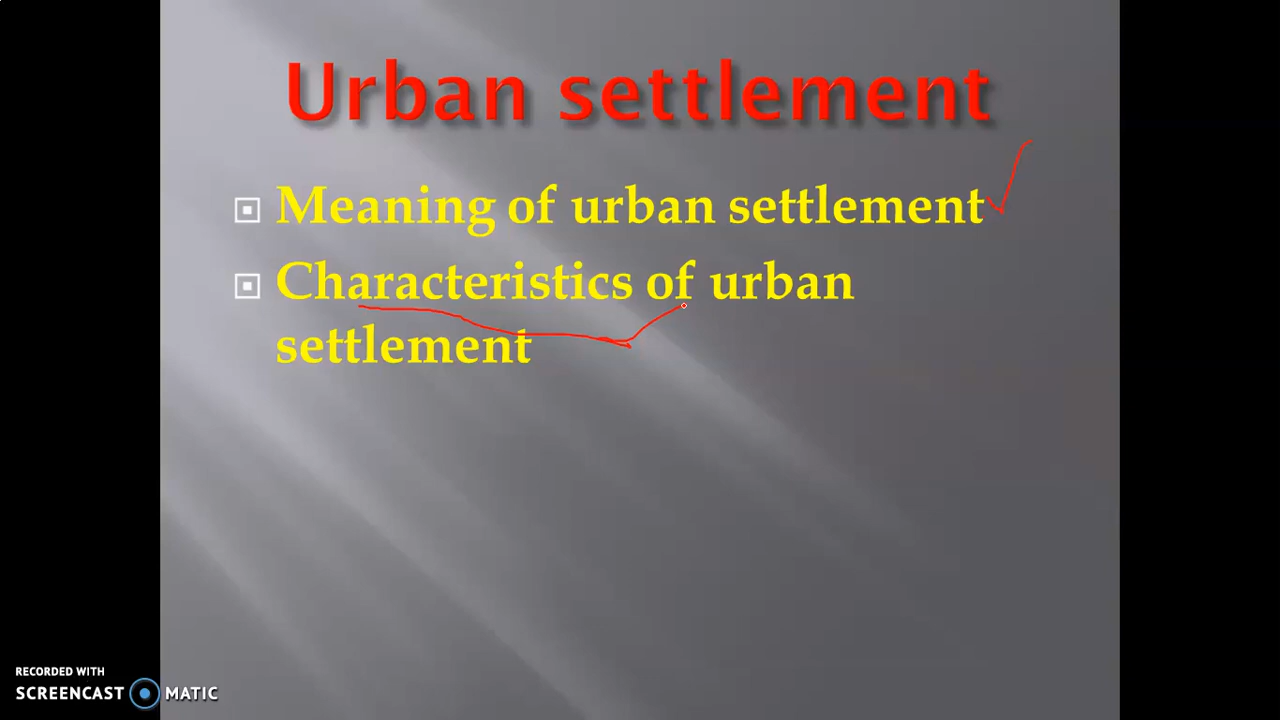 Urban settlement
Meaning of urban settlement
Characteristics of urban
settlement
RECORDED WITH
SCREENCAST MATIC